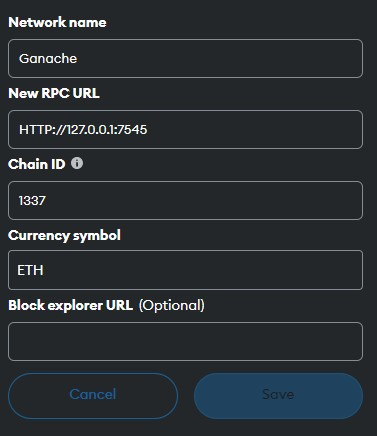 Network name
Ganache
New RPC URL
HTTP://127.0.0.1:7545
Chain ID
1337
Currency symbol
ETH
Block explorer URL (Optional)
Cancel Save